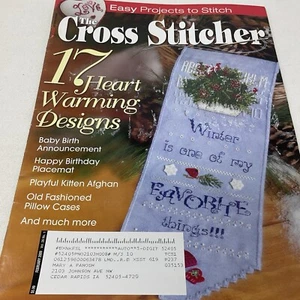 Easy Projects to Stitch
The
Cross Stitcher
17 Heart
Warming
Designs
Baby Birth
Announcement
Happy Birthday
Placemat
Playful Kitten Afghan
Old Fashioned
Pillow Cases
And much more
Winter
is one of my
FAVORITE
things!!!
MARY A
CEDAR RAPIDS IA